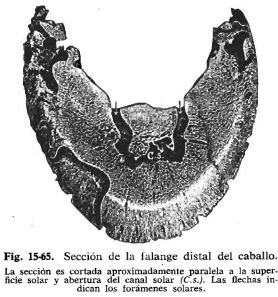 C.s.
Fig. 15-65. Sección de la falange distal del caballo.
La sección es cortada aproximadamente paralela a la super-
ficie solar y abertura del canal solar (C.s.). Las flechas in-
dican los forámenes solares.